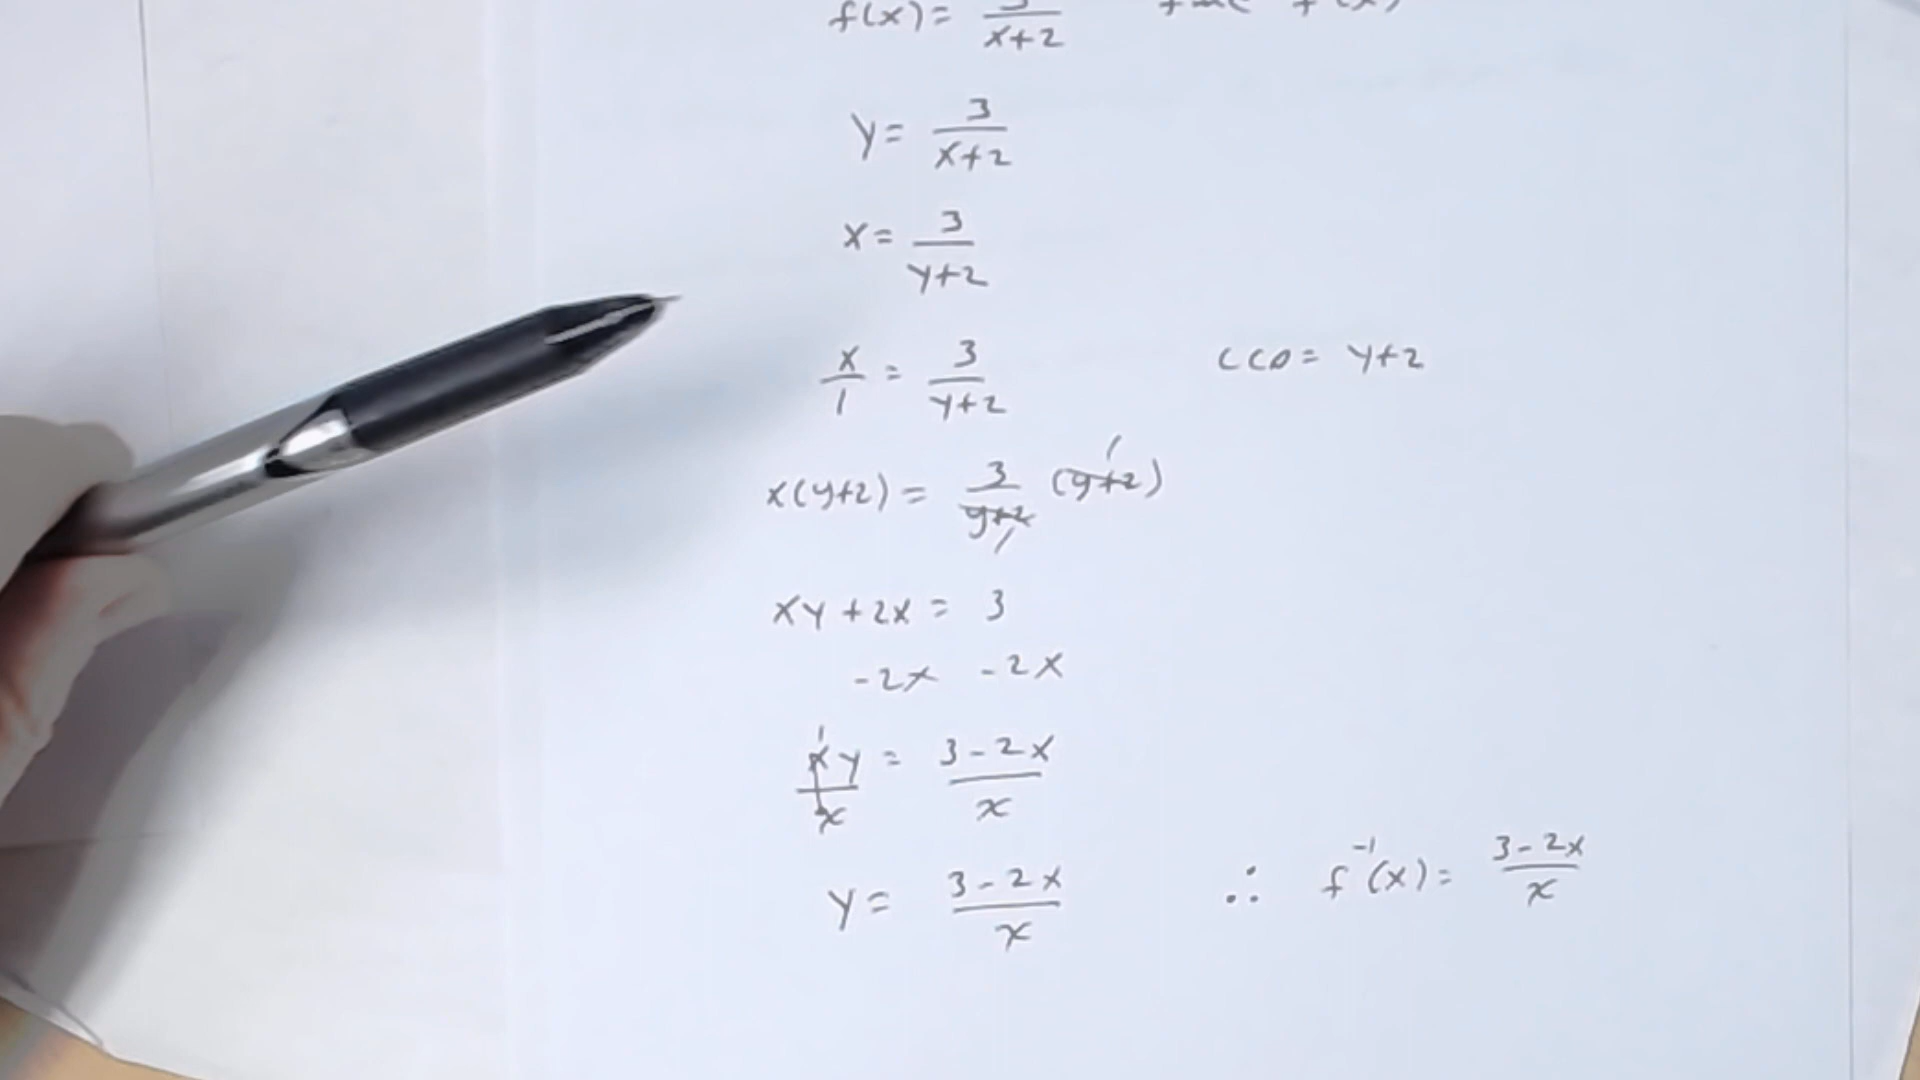 f(x) = 3/(x+2) f(x)
y = 3/(x+2)
x = 3/(y+2)
x/1 = 3/(y+2) LCD = y+2
x(y+2) = 3/(y+2) (y+2)
xy + 2x = 3
-2x -2x
xy/x = (3-2x)/x
y = (3-2x)/x ∴ f⁻¹(x) = (3-2x)/x